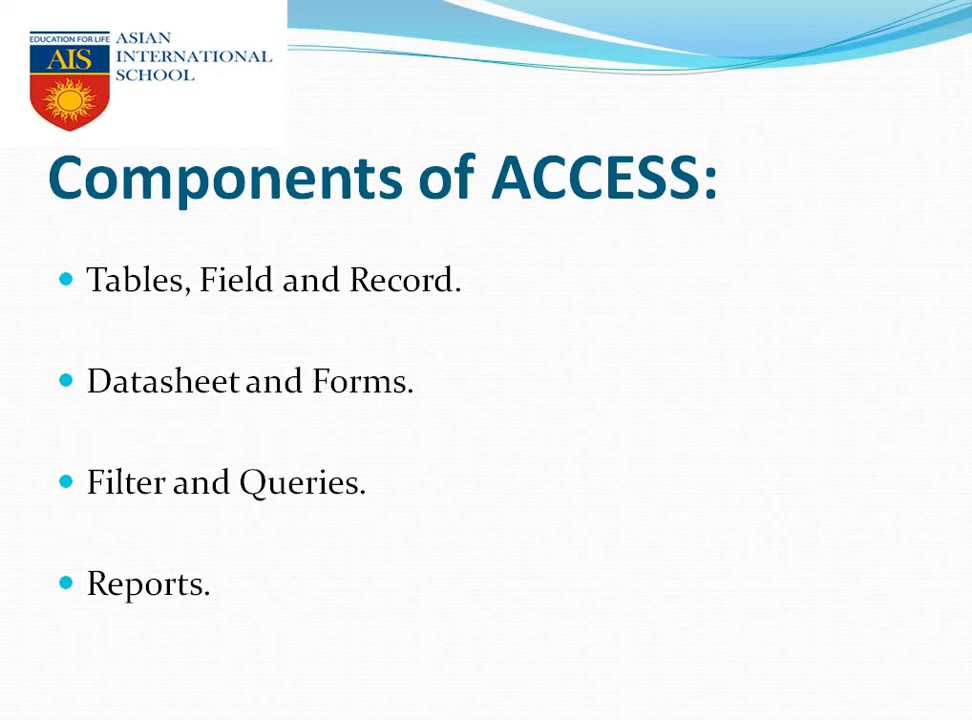 EDUCATION FOR LIFE
AIS
ASIAN
INTERNATIONAL
SCHOOL
Components of ACCESS:
Tables, Field and Record.
Datasheet and Forms.
Filter and Queries.
Reports.